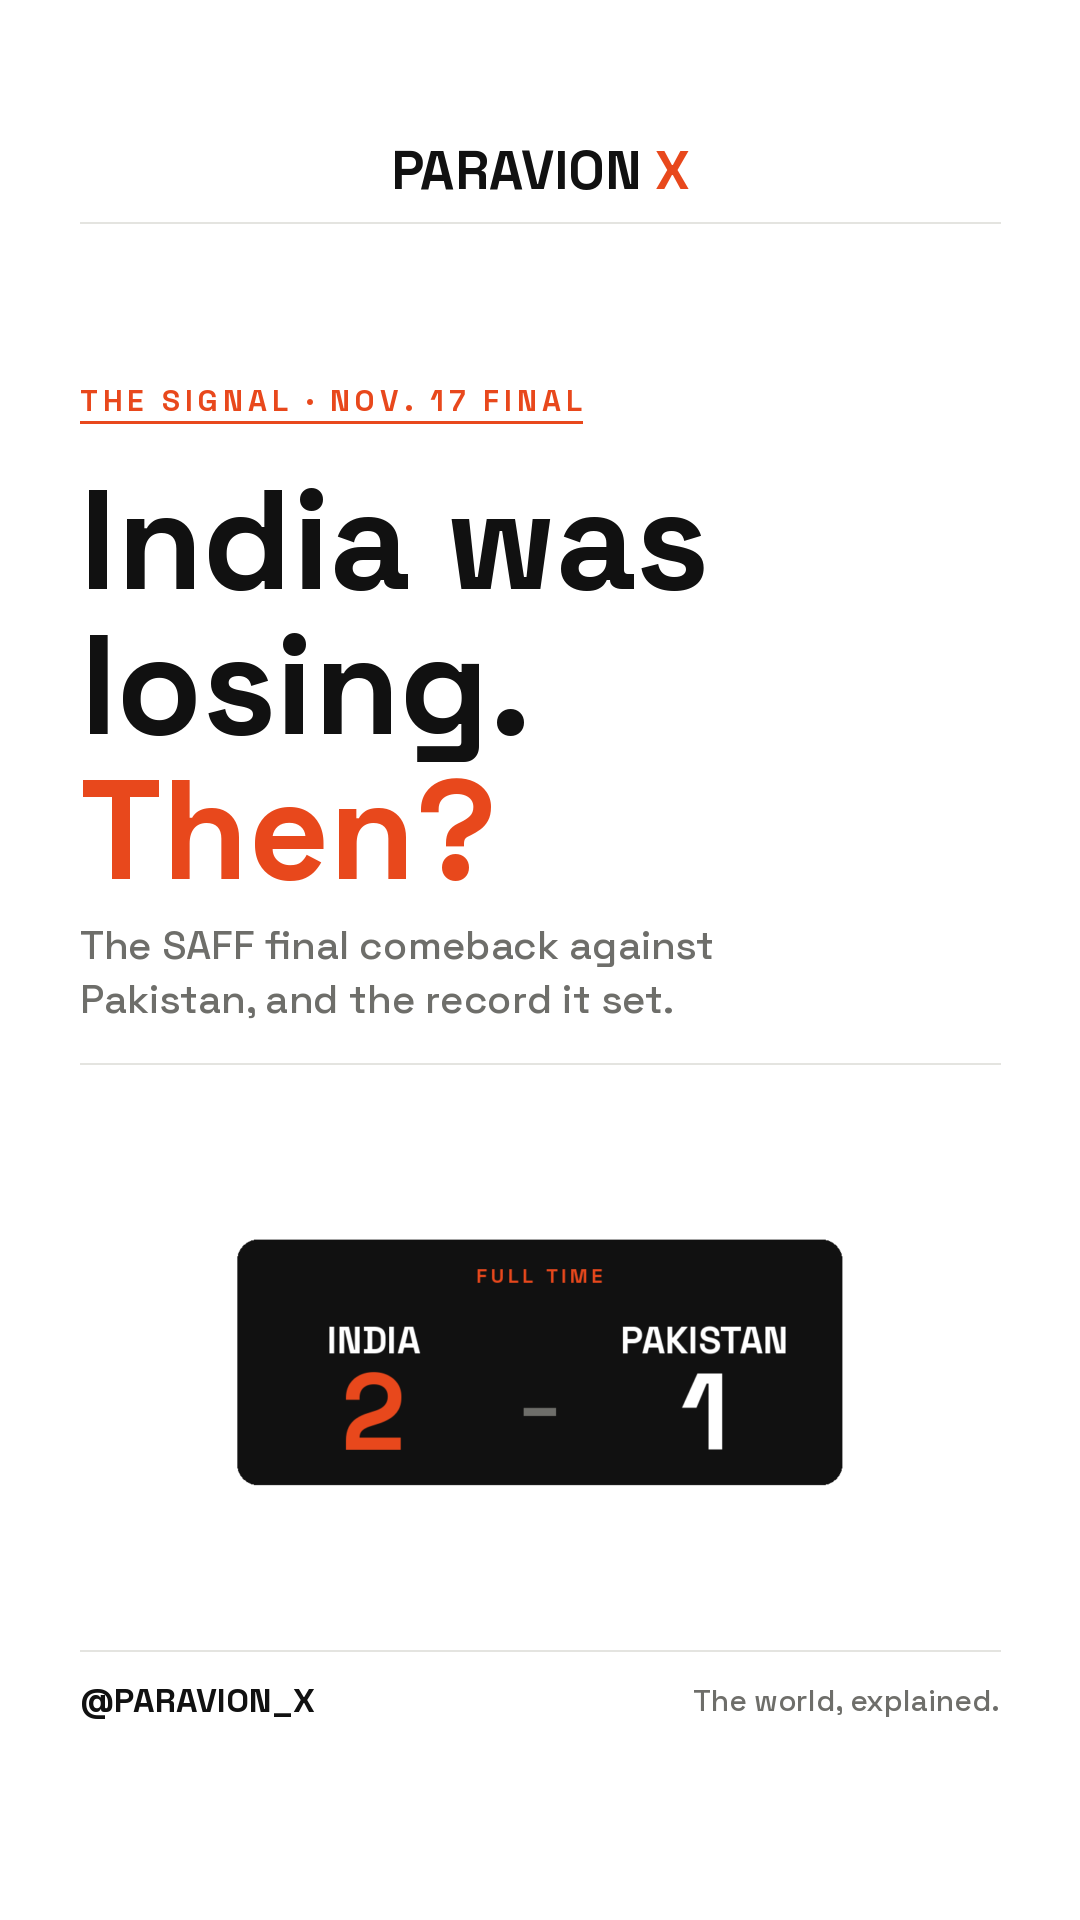 PARAVION X
THE SIGNAL · NOV. 17 FINAL
India was
losing.
Then?
The SAFF final comeback against
Pakistan, and the record it set.
FULL TIME
INDIA PAKISTAN
2 - 1
@PARAVION_X The world, explained.